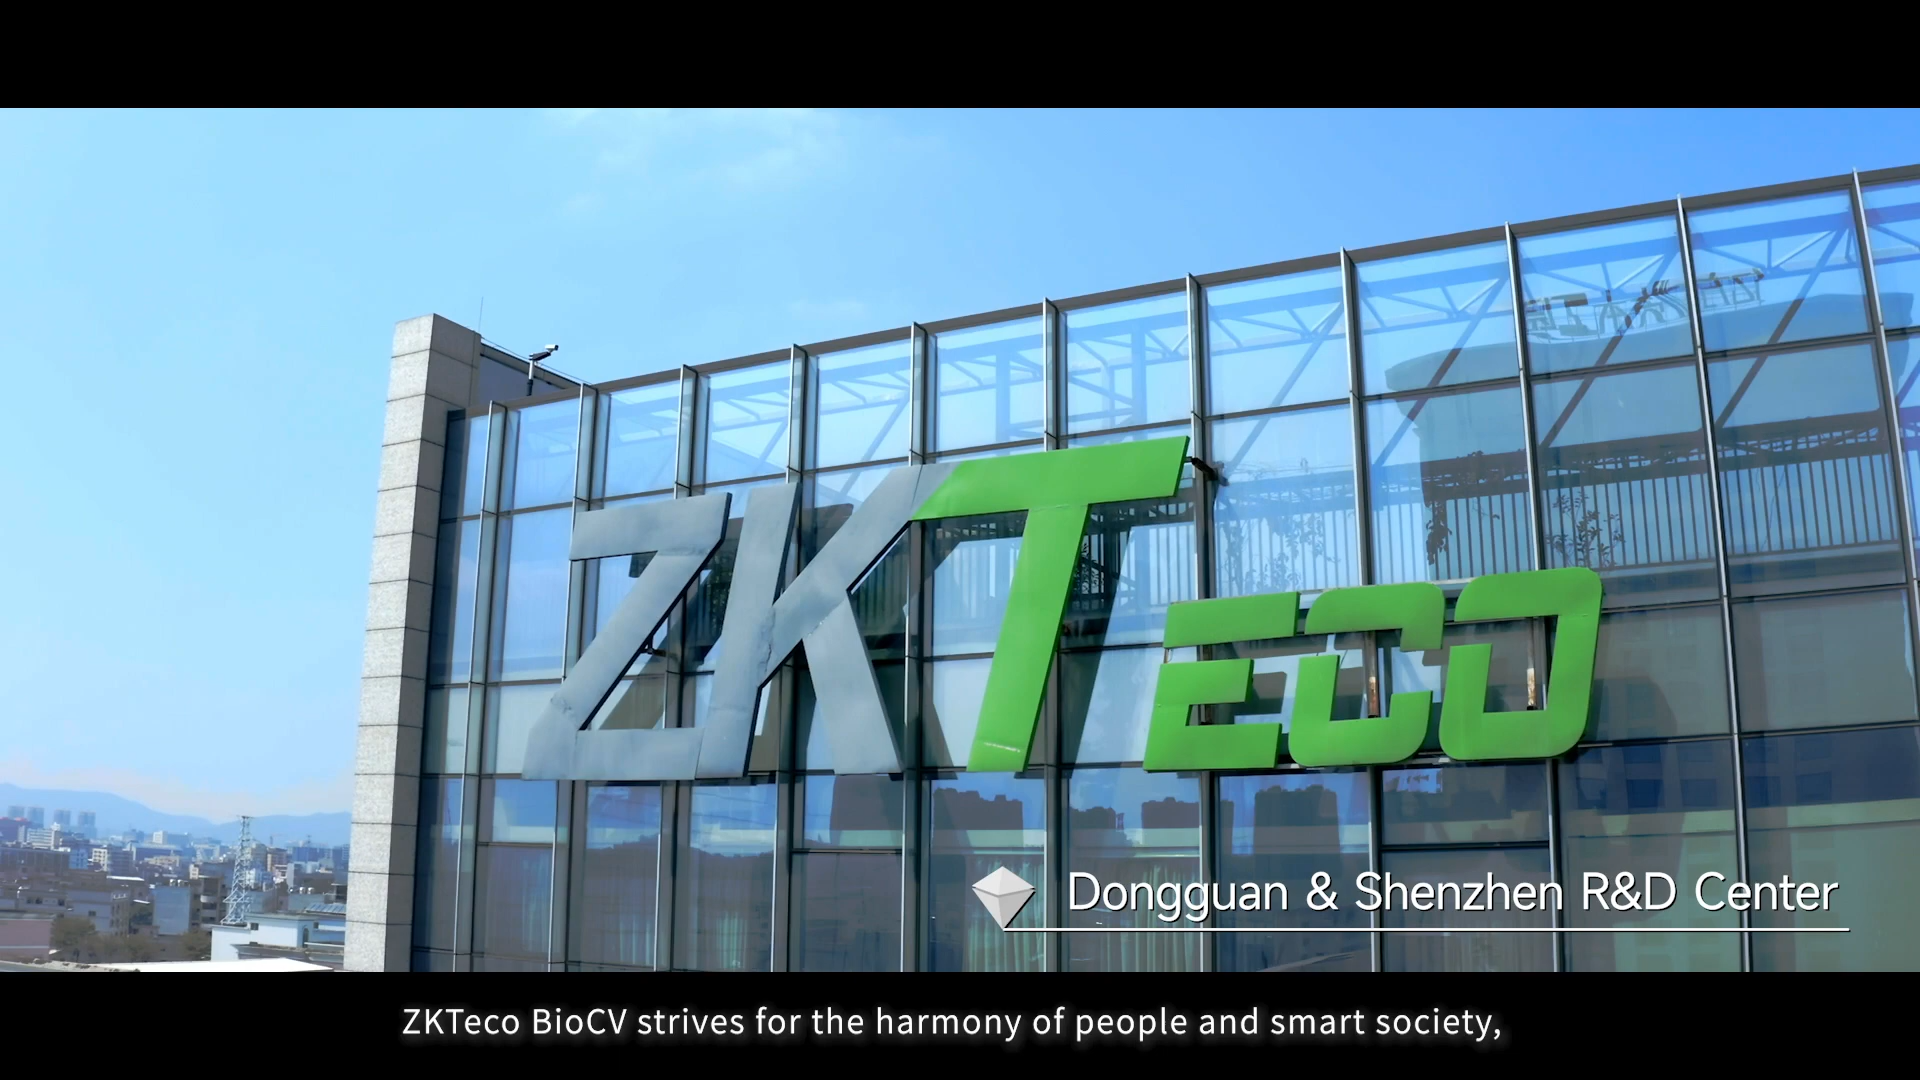 ZKTECO
Dongguan & Shenzhen R&D Center
ZKTeco BioCV strives for the harmony of people and smart society,